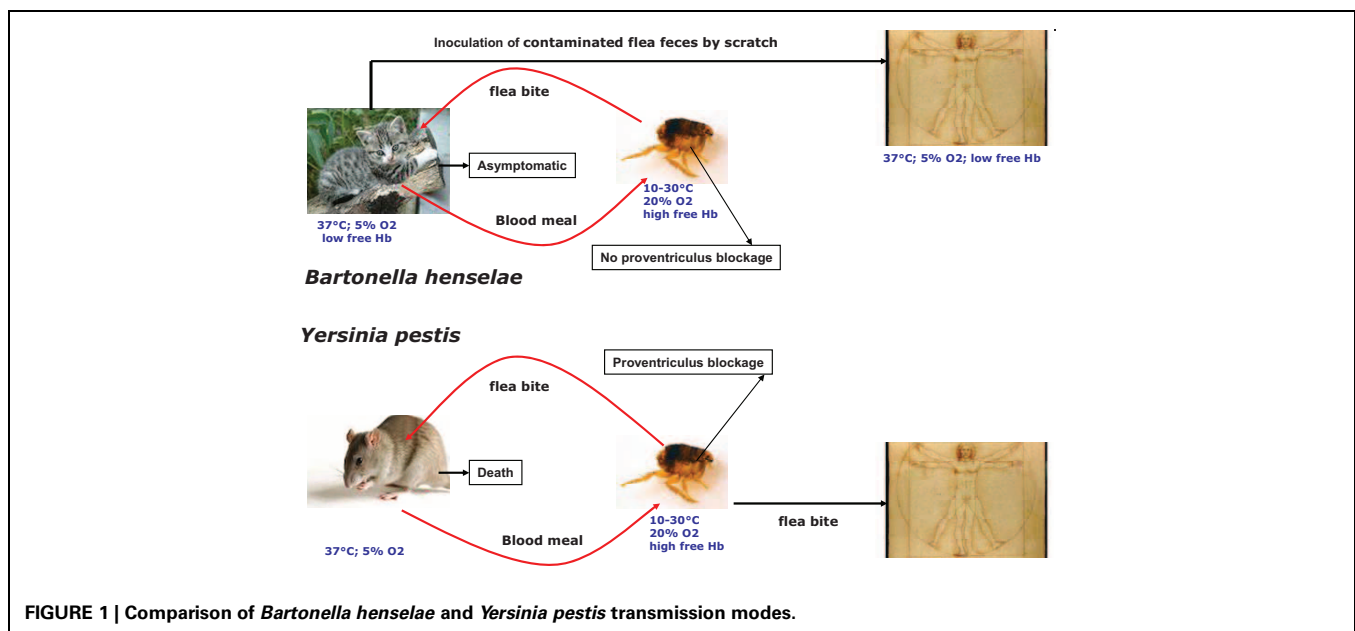 Inoculation of contaminated flea feces by scratch
flea bite
Asymptomatic
37°C; 5% O2; low free Hb
10-30°C
20% O2
high free Hb
Blood meal
37°C; 5% O2
low free Hb
No proventriculus blockage
Bartonella henselae
Yersinia pestis
Proventriculus blockage
flea bite
Death
10-30°C
20% O2
high free Hb
flea bite
Blood meal
37°C; 5% O2
FIGURE 1 | Comparison of Bartonella henselae and Yersinia pestis transmission modes.